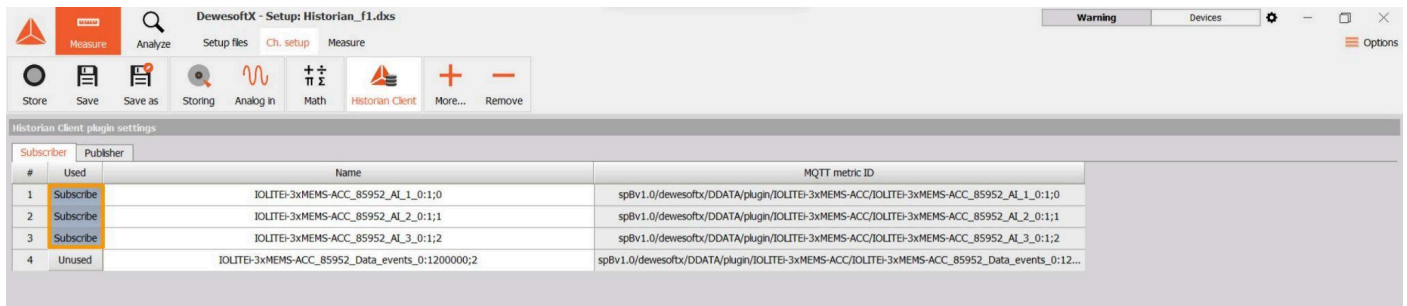 DewesoftX - Setup: Historian_f1.dxs
Warning Devices
Measure Analyze Setup files Ch. setup Measure
Options
Store Save Save as Storing Analog in Math Historian Client More... Remove
Historian Client plugin settings
Subscriber Publisher
# Used Name MQTT metric ID
1 Subscribe IOLITEi-3xMEMS-ACC_85952_AI_1_0:1;0 spBv1.0/dewesoftx/DDATA/plugin/IOLITEi-3xMEMS-ACC/IOLITEi-3xMEMS-ACC_85952_AI_1_0:1;0
2 Subscribe IOLITEi-3xMEMS-ACC_85952_AI_2_0:1;1 spBv1.0/dewesoftx/DDATA/plugin/IOLITEi-3xMEMS-ACC/IOLITEi-3xMEMS-ACC_85952_AI_2_0:1;1
3 Subscribe IOLITEi-3xMEMS-ACC_85952_AI_3_0:1;2 spBv1.0/dewesoftx/DDATA/plugin/IOLITEi-3xMEMS-ACC/IOLITEi-3xMEMS-ACC_85952_AI_3_0:1;2
4 Unused IOLITEi-3xMEMS-ACC_85952_Data_events_0:1200000;2 spBv1.0/dewesoftx/DDATA/plugin/IOLITEi-3xMEMS-ACC/IOLITEi-3xMEMS-ACC_85952_Data_events_0:12...